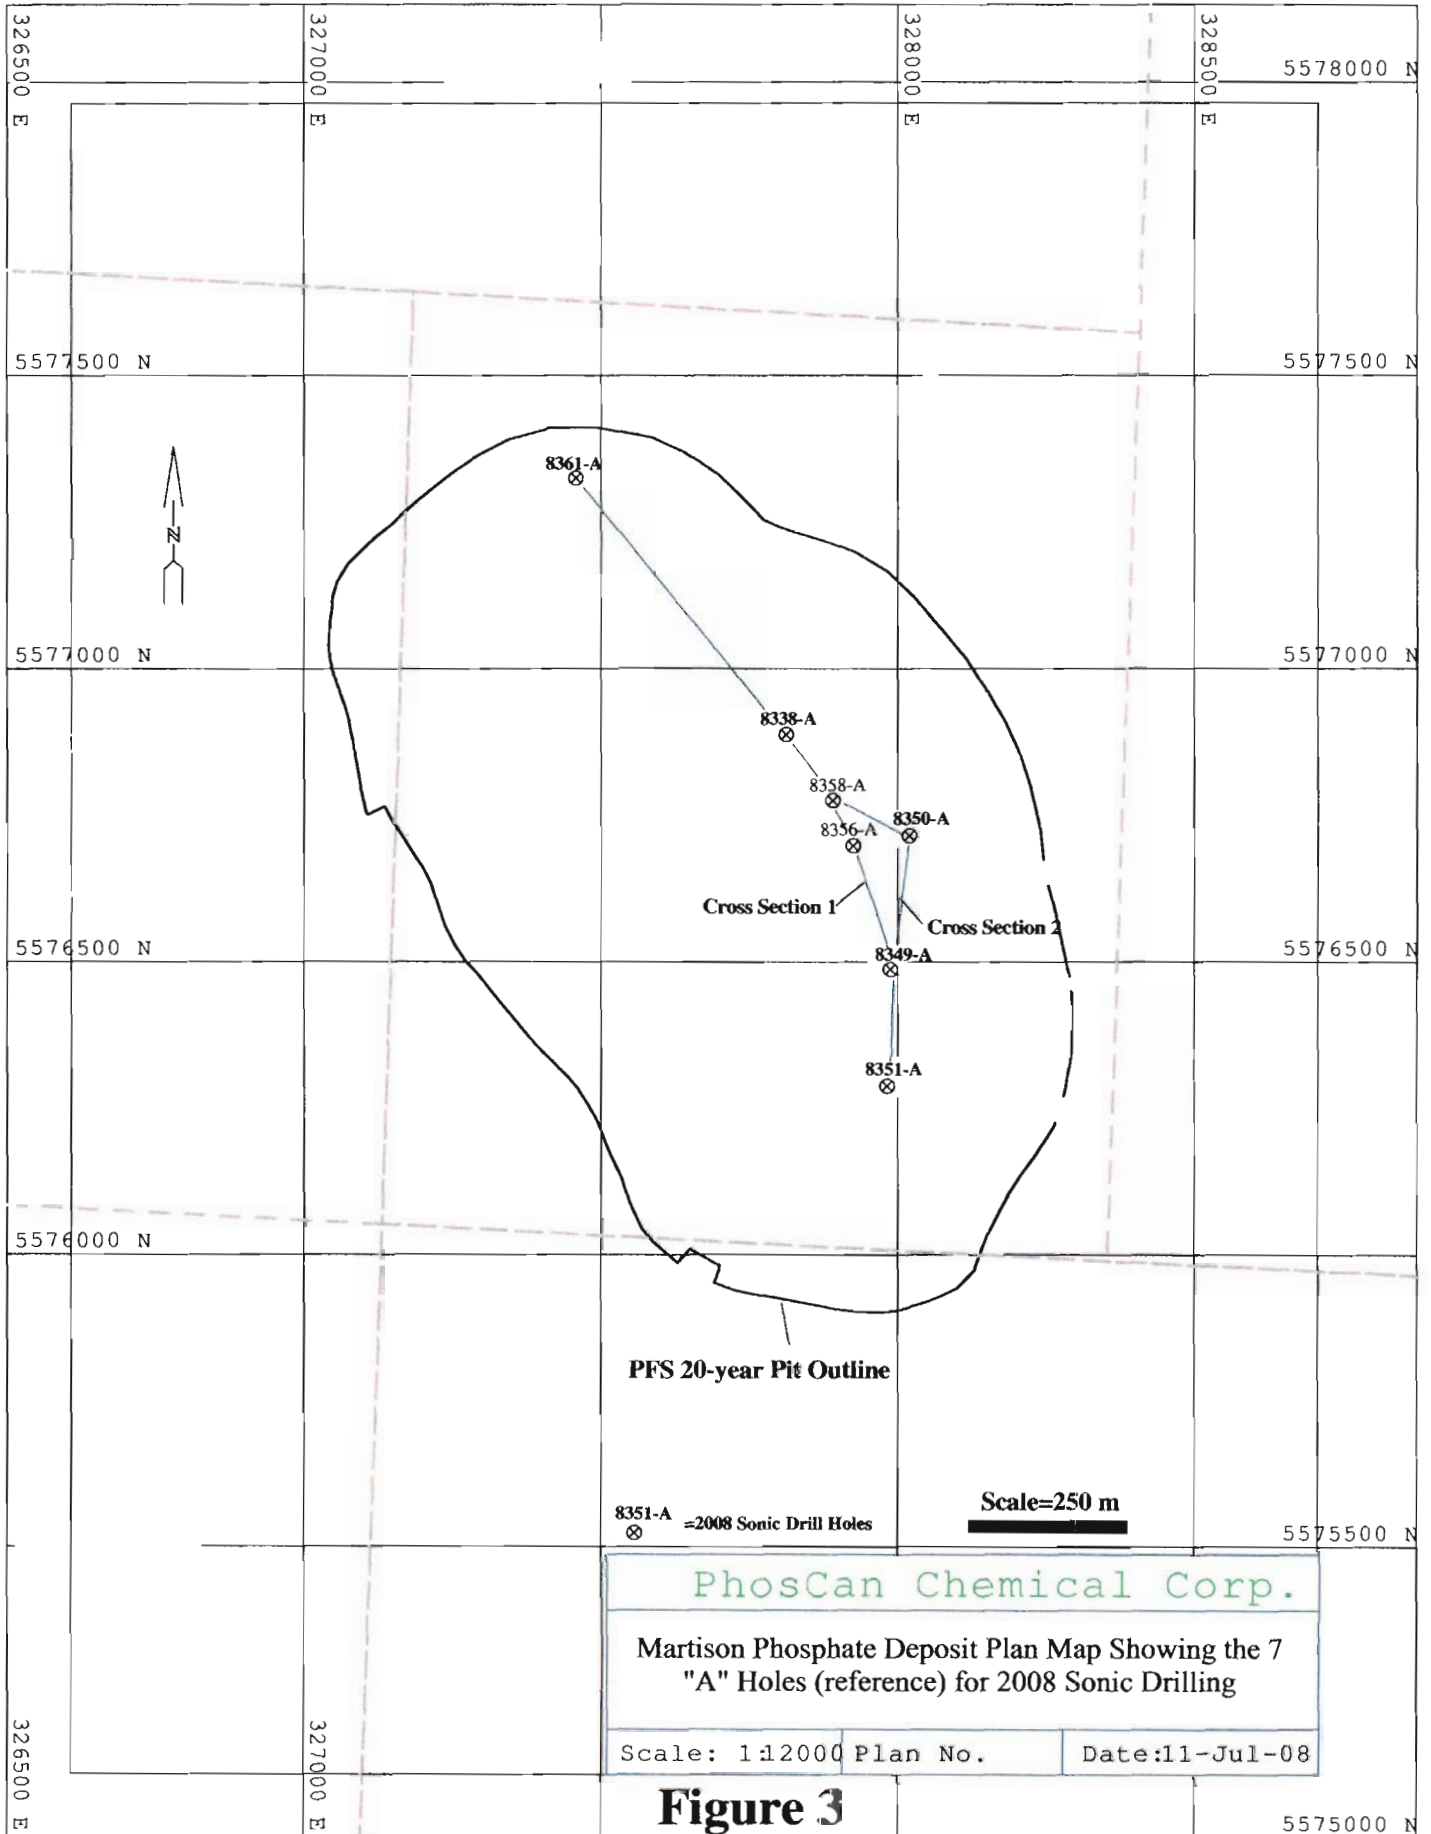 326500 E
327000 E
328000 E
328500 E
5578000 N
5577500 N
5577500 N
8361-A
N
5577000 N
5577000 N
8338-A
8358-A
8350-A
8356-A
Cross Section 1
Cross Section 2
5576500 N
5576500 N
8349-A
8351-A
5576000 N
PFS 20-year Pit Outline
Scale=250 m
8351-A =2008 Sonic Drill Holes
5575500 N
PhosCan Chemical Corp.
Martison Phosphate Deposit Plan Map Showing the 7
"A" Holes (reference) for 2008 Sonic Drilling
Scale: 1:12000 Plan No. Date:11-Jul-08
326500 E
327000 E
Figure 3
5575000 N